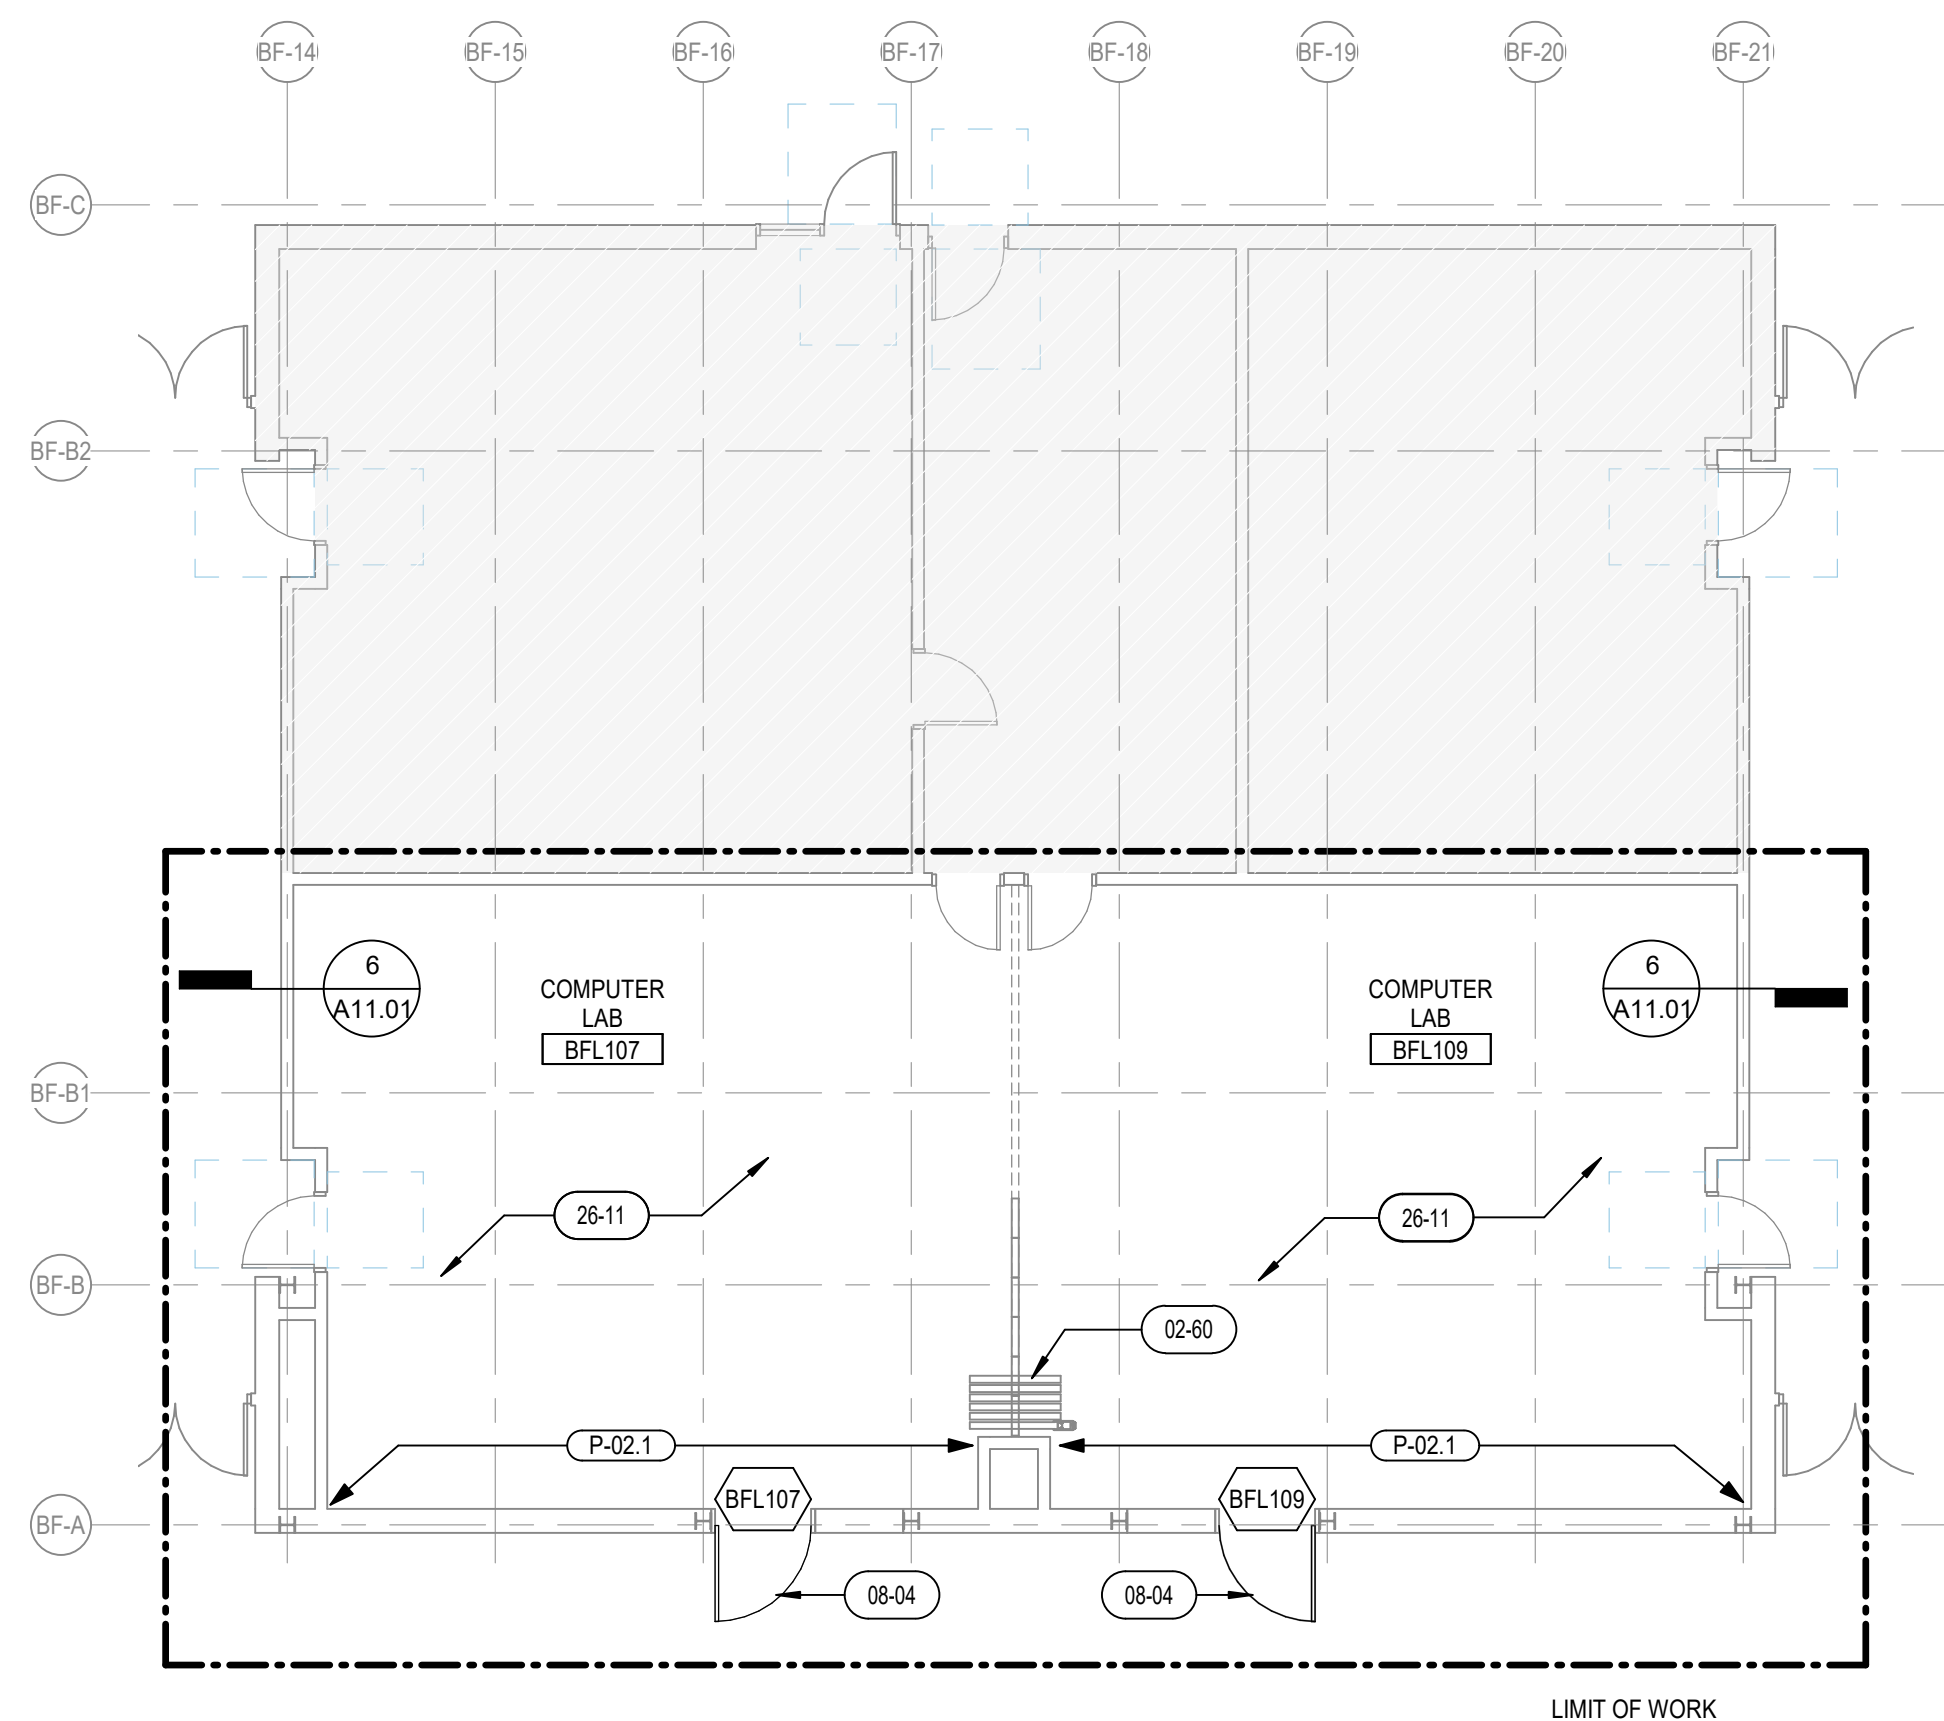 BF-14
BF-15
BF-16
BF-17
BF-18
BF-19
BF-20
BF-21
BF-C
BF-B2
6
A11.01
COMPUTER
LAB
BFL107
COMPUTER
LAB
BFL109
6
A11.01
BF-B1
26-11
26-11
BF-B
02-60
P-02.1
P-02.1
BFL107
BFL109
BF-A
08-04
08-04
LIMIT OF WORK